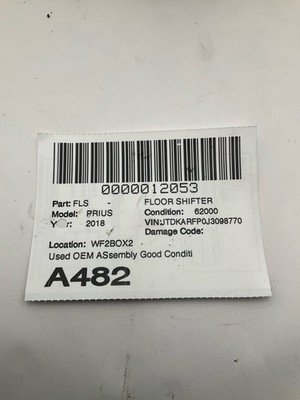 0000012053
Part: FLS FLOOR SHIFTER
Model: PRIUS Condition: 62000
Year: 2018 VIN:JTDKARFP0J3098770
Damage Code:
Location: WF2BOX2
Used OEM ASsembly Good Conditi
A482